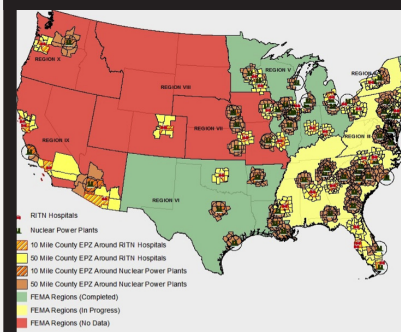 REGION X
REGION V
REGION VIII
REGION VII
REGION IX
REGION III
REGION VI
RITN Hospitals
Nuclear Power Plants
10 Mile County EPZ Around RITN Hospitals
50 Mile County EPZ Around RITN Hospitals
10 Mile County EPZ Around Nuclear Power Plants
50 Mile County EPZ Around Nuclear Power Plants
FEMA Regions (Completed)
FEMA Regions (In Progress)
FEMA Regions (No Data)